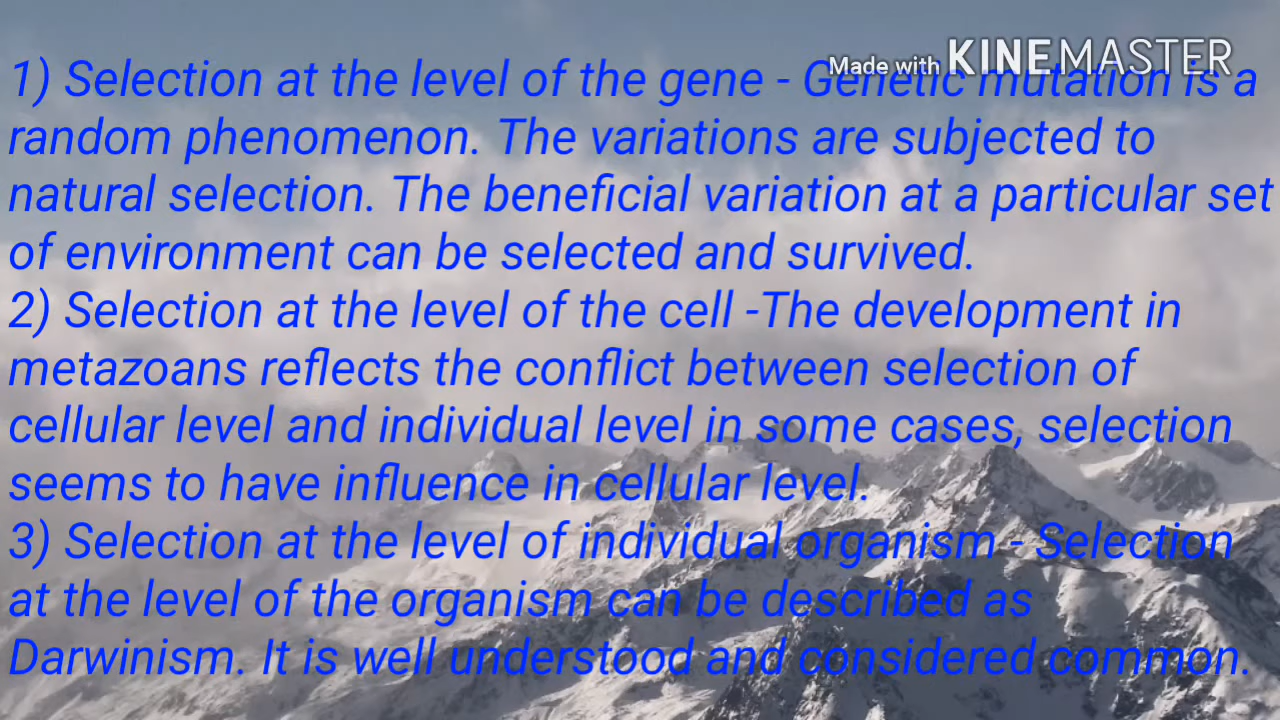 Made with KINEMASTER
1) Selection at the level of the gene - Genetic mutation is a
random phenomenon. The variations are subjected to
natural selection. The beneficial variation at a particular set
of environment can be selected and survived.
2) Selection at the level of the cell -The development in
metazoans reflects the conflict between selection of
cellular level and individual level in some cases, selection
seems to have influence in cellular level.
3) Selection at the level of individual organism - Selection
at the level of the organism can be described as
Darwinism. It is well understood and considered common.